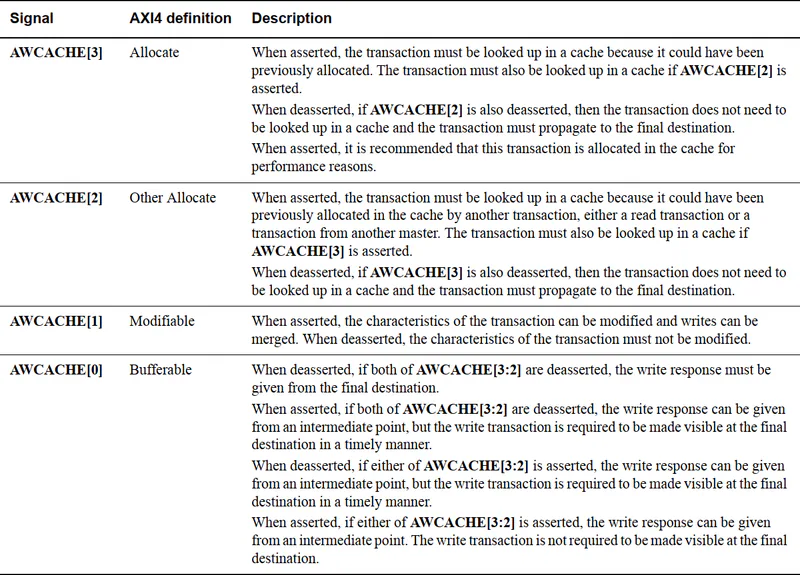 Signal AXI4 definition Description
AWCACHE[3] Allocate When asserted, the transaction must be looked up in a cache because it could have been
previously allocated. The transaction must also be looked up in a cache if AWCACHE[2] is
asserted.
When deasserted, if AWCACHE[2] is also deasserted, then the transaction does not need to
be looked up in a cache and the transaction must propagate to the final destination.
When asserted, it is recommended that this transaction is allocated in the cache for
performance reasons.
AWCACHE[2] Other Allocate When asserted, the transaction must be looked up in a cache because it could have been
previously allocated in the cache by another transaction, either a read transaction or a
transaction from another master. The transaction must also be looked up in a cache if
AWCACHE[3] is asserted.
When deasserted, if AWCACHE[3] is also deasserted, then the transaction does not need to
be looked up in a cache and the transaction must propagate to the final destination.
AWCACHE[1] Modifiable When asserted, the characteristics of the transaction can be modified and writes can be
merged. When deasserted, the characteristics of the transaction must not be modified.
AWCACHE[0] Bufferable When deasserted, if both of AWCACHE[3:2] are deasserted, the write response must be
given from the final destination.
When asserted, if both of AWCACHE[3:2] are deasserted, the write response can be given
from an intermediate point, but the write transaction is required to be made visible at the final
destination in a timely manner.
When deasserted, if either of AWCACHE[3:2] is asserted, the write response can be given
from an intermediate point, but the write transaction is required to be made visible at the final
destination in a timely manner.
When asserted, if either of AWCACHE[3:2] is asserted, the write response can be given
from an intermediate point. The write transaction is not required to be made visible at the final
destination.